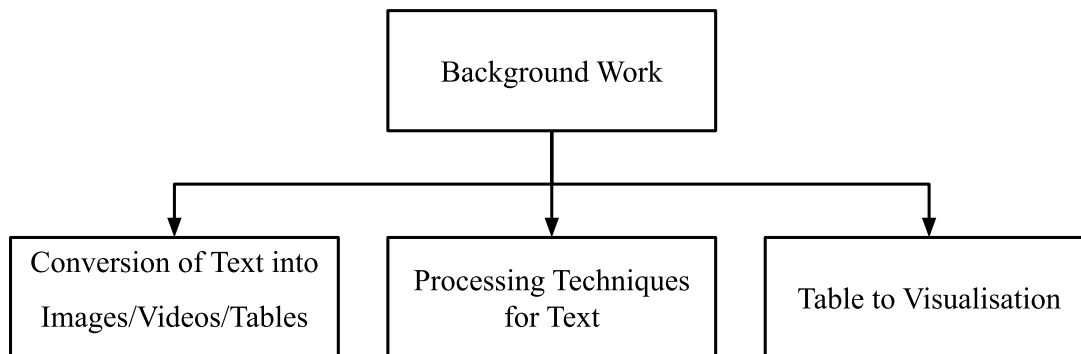 Background Work
Conversion of Text into
Images/Videos/Tables
Processing Techniques
for Text
Table to Visualisation